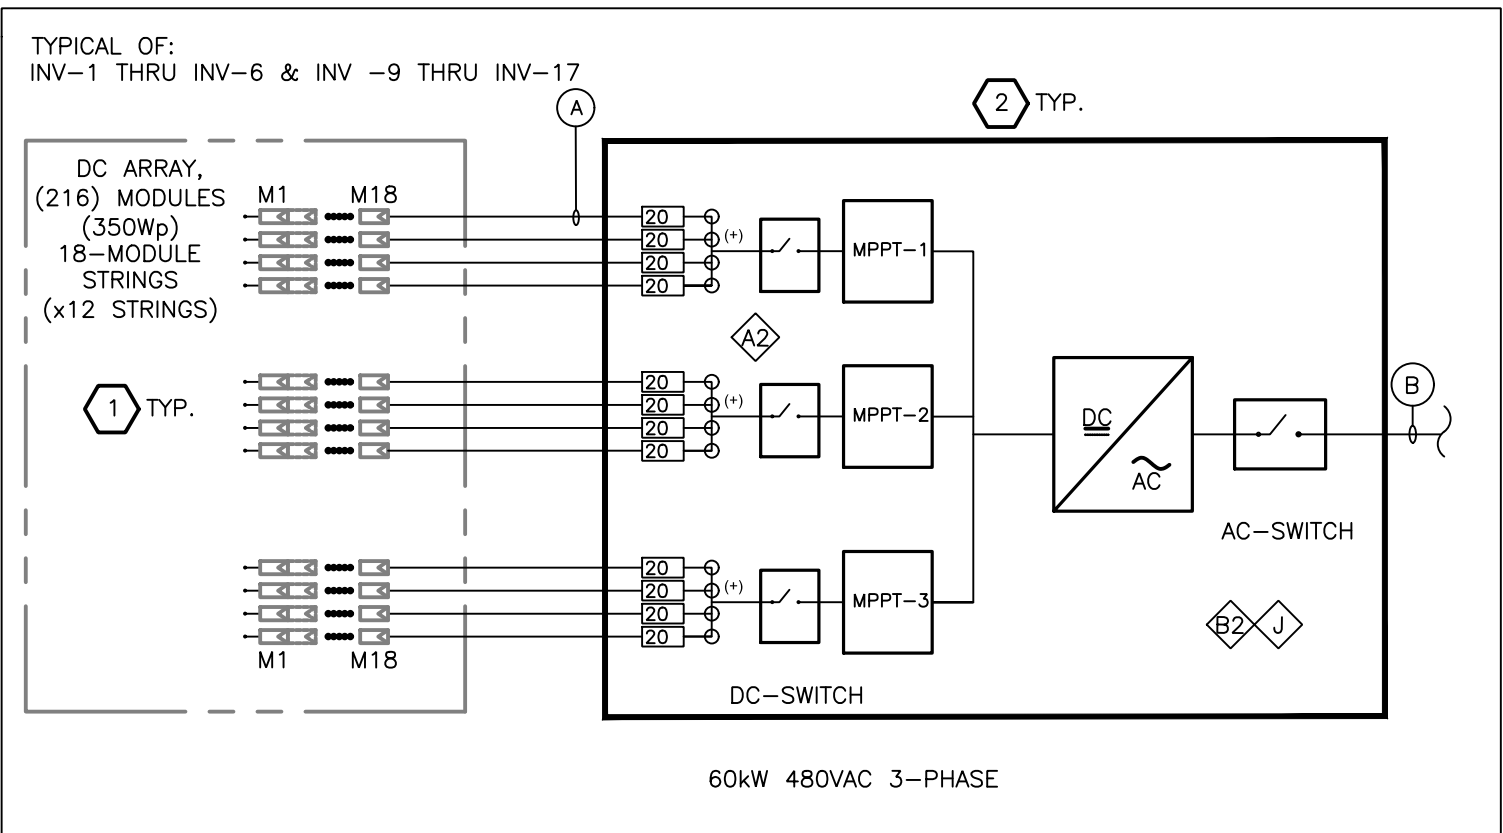 TYPICAL OF:
INV-1 THRU INV-6 & INV -9 THRU INV-17
A
2 TYP.
DC ARRAY,
(216) MODULES
(350Wp)
18-MODULE
STRINGS
(x12 STRINGS)
M1 M18
20
20
20
20
(+)
MPPT-1
A2
1 TYP.
20
20
20
20
(+)
MPPT-2
DC
AC
B
AC-SWITCH
20
20
20
20
(+)
MPPT-3
M1 M18
B2 J
DC-SWITCH
60kW 480VAC 3-PHASE